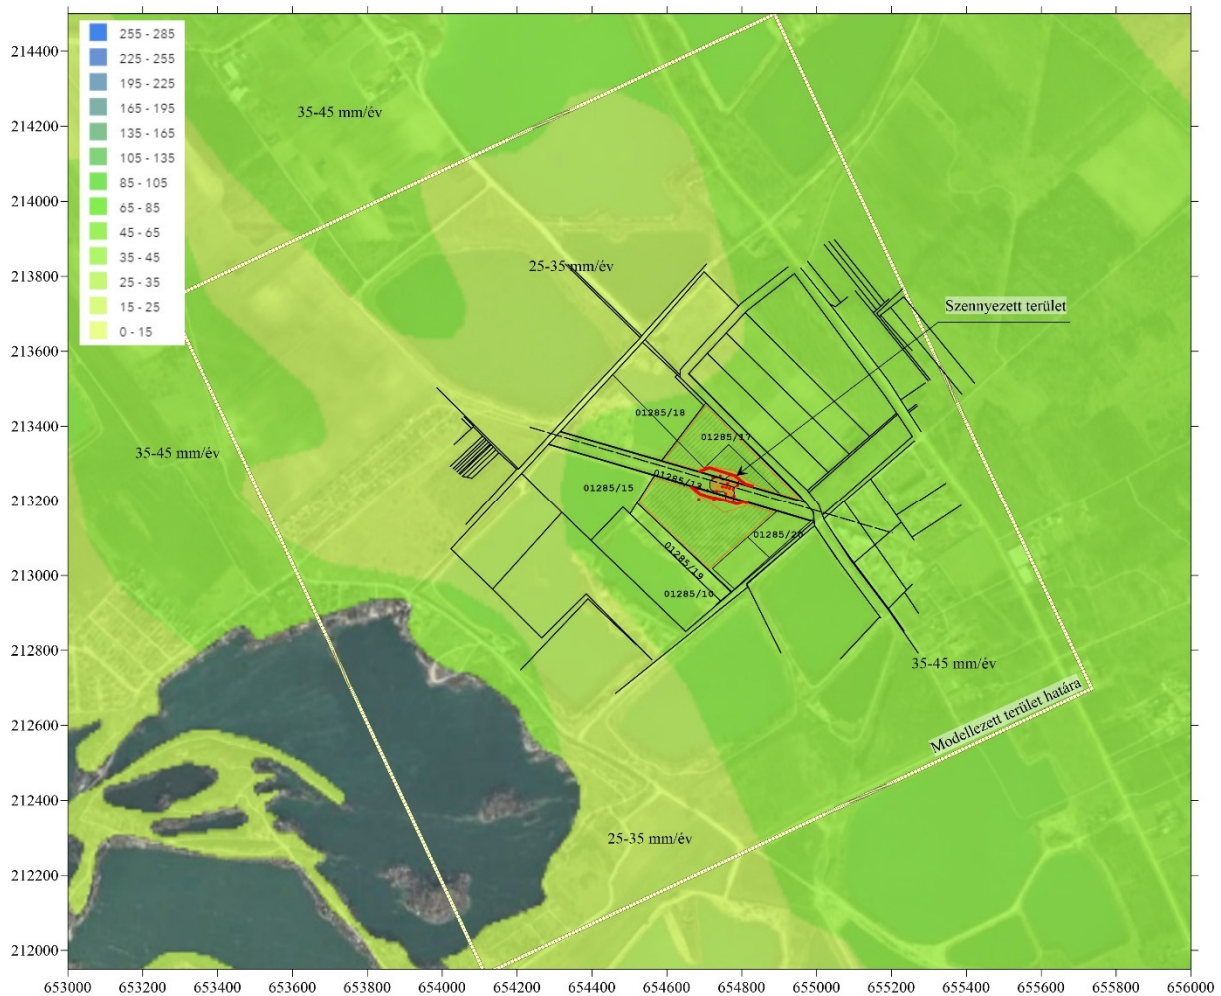 255 - 285
225 - 255
195 - 225
165 - 195
135 - 165
105 - 135
85 - 105
65 - 85
45 - 65
35 - 45
25 - 35
15 - 25
0 - 15
214400
214200
214000
213800
213600
213400
213200
213000
212800
212600
212400
212200
212000
35-45 mm/év
25-35 mm/év
Szennyezett terület
01285/18
01285/17
35-45 mm/év
01285/13
01285/15
01285/20
01285/19
01285/10
35-45 mm/év
Modellezett terület határa
25-35 mm/év
653000 653200 653400 653600 653800 654000 654200 654400 654600 654800 655000 655200 655400 655600 655800 656000